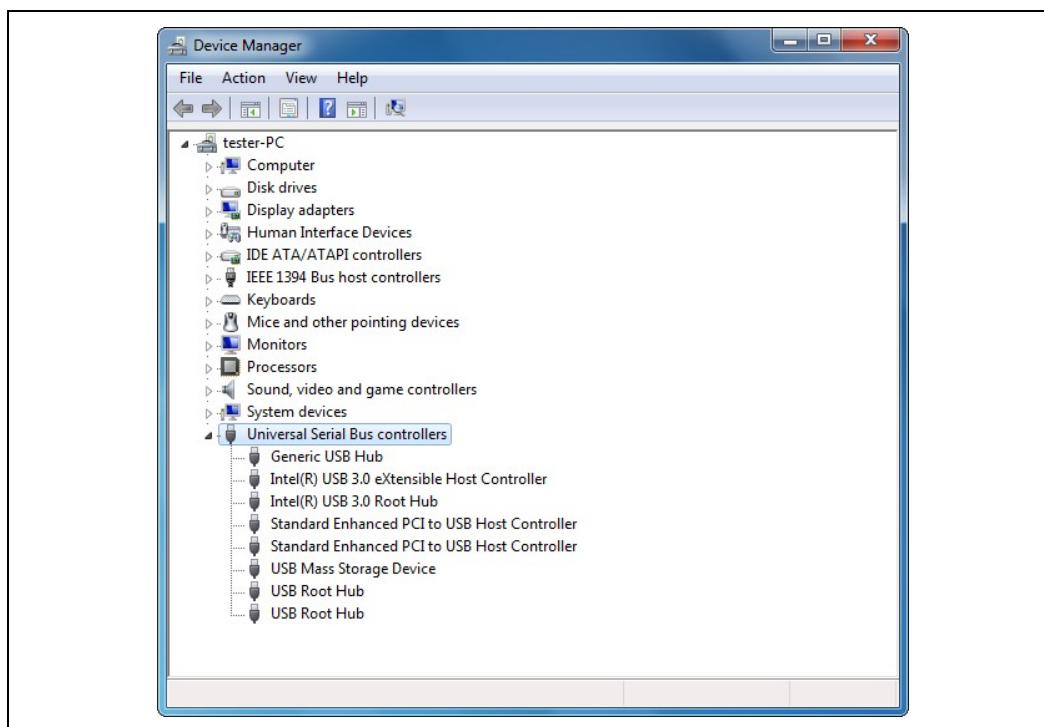 Device Manager
File Action View Help
tester-PC
Computer
Disk drives
Display adapters
Human Interface Devices
IDE ATA/ATAPI controllers
IEEE 1394 Bus host controllers
Keyboards
Mice and other pointing devices
Monitors
Processors
Sound, video and game controllers
System devices
Universal Serial Bus controllers
Generic USB Hub
Intel(R) USB 3.0 eXtensible Host Controller
Intel(R) USB 3.0 Root Hub
Standard Enhanced PCI to USB Host Controller
Standard Enhanced PCI to USB Host Controller
USB Mass Storage Device
USB Root Hub
USB Root Hub